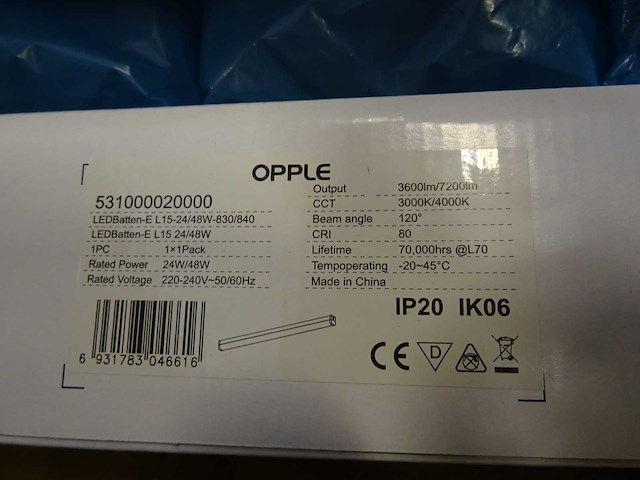 OPPLE
531000020000
LEDBatten-E L15-24/48W-830/840
LEDBatten-E L15 24/48W
1PC 1×1Pack
Rated Power 24W/48W
Rated Voltage 220-240V~50/60Hz
Output 3600lm/7200lm
CCT 3000K/4000K
Beam angle 120°
CRI 80
Lifetime 70,000hrs @L70
Tempoperating -20~45°C
Made in China
IP20 IK06
6 931783 046616
CE D